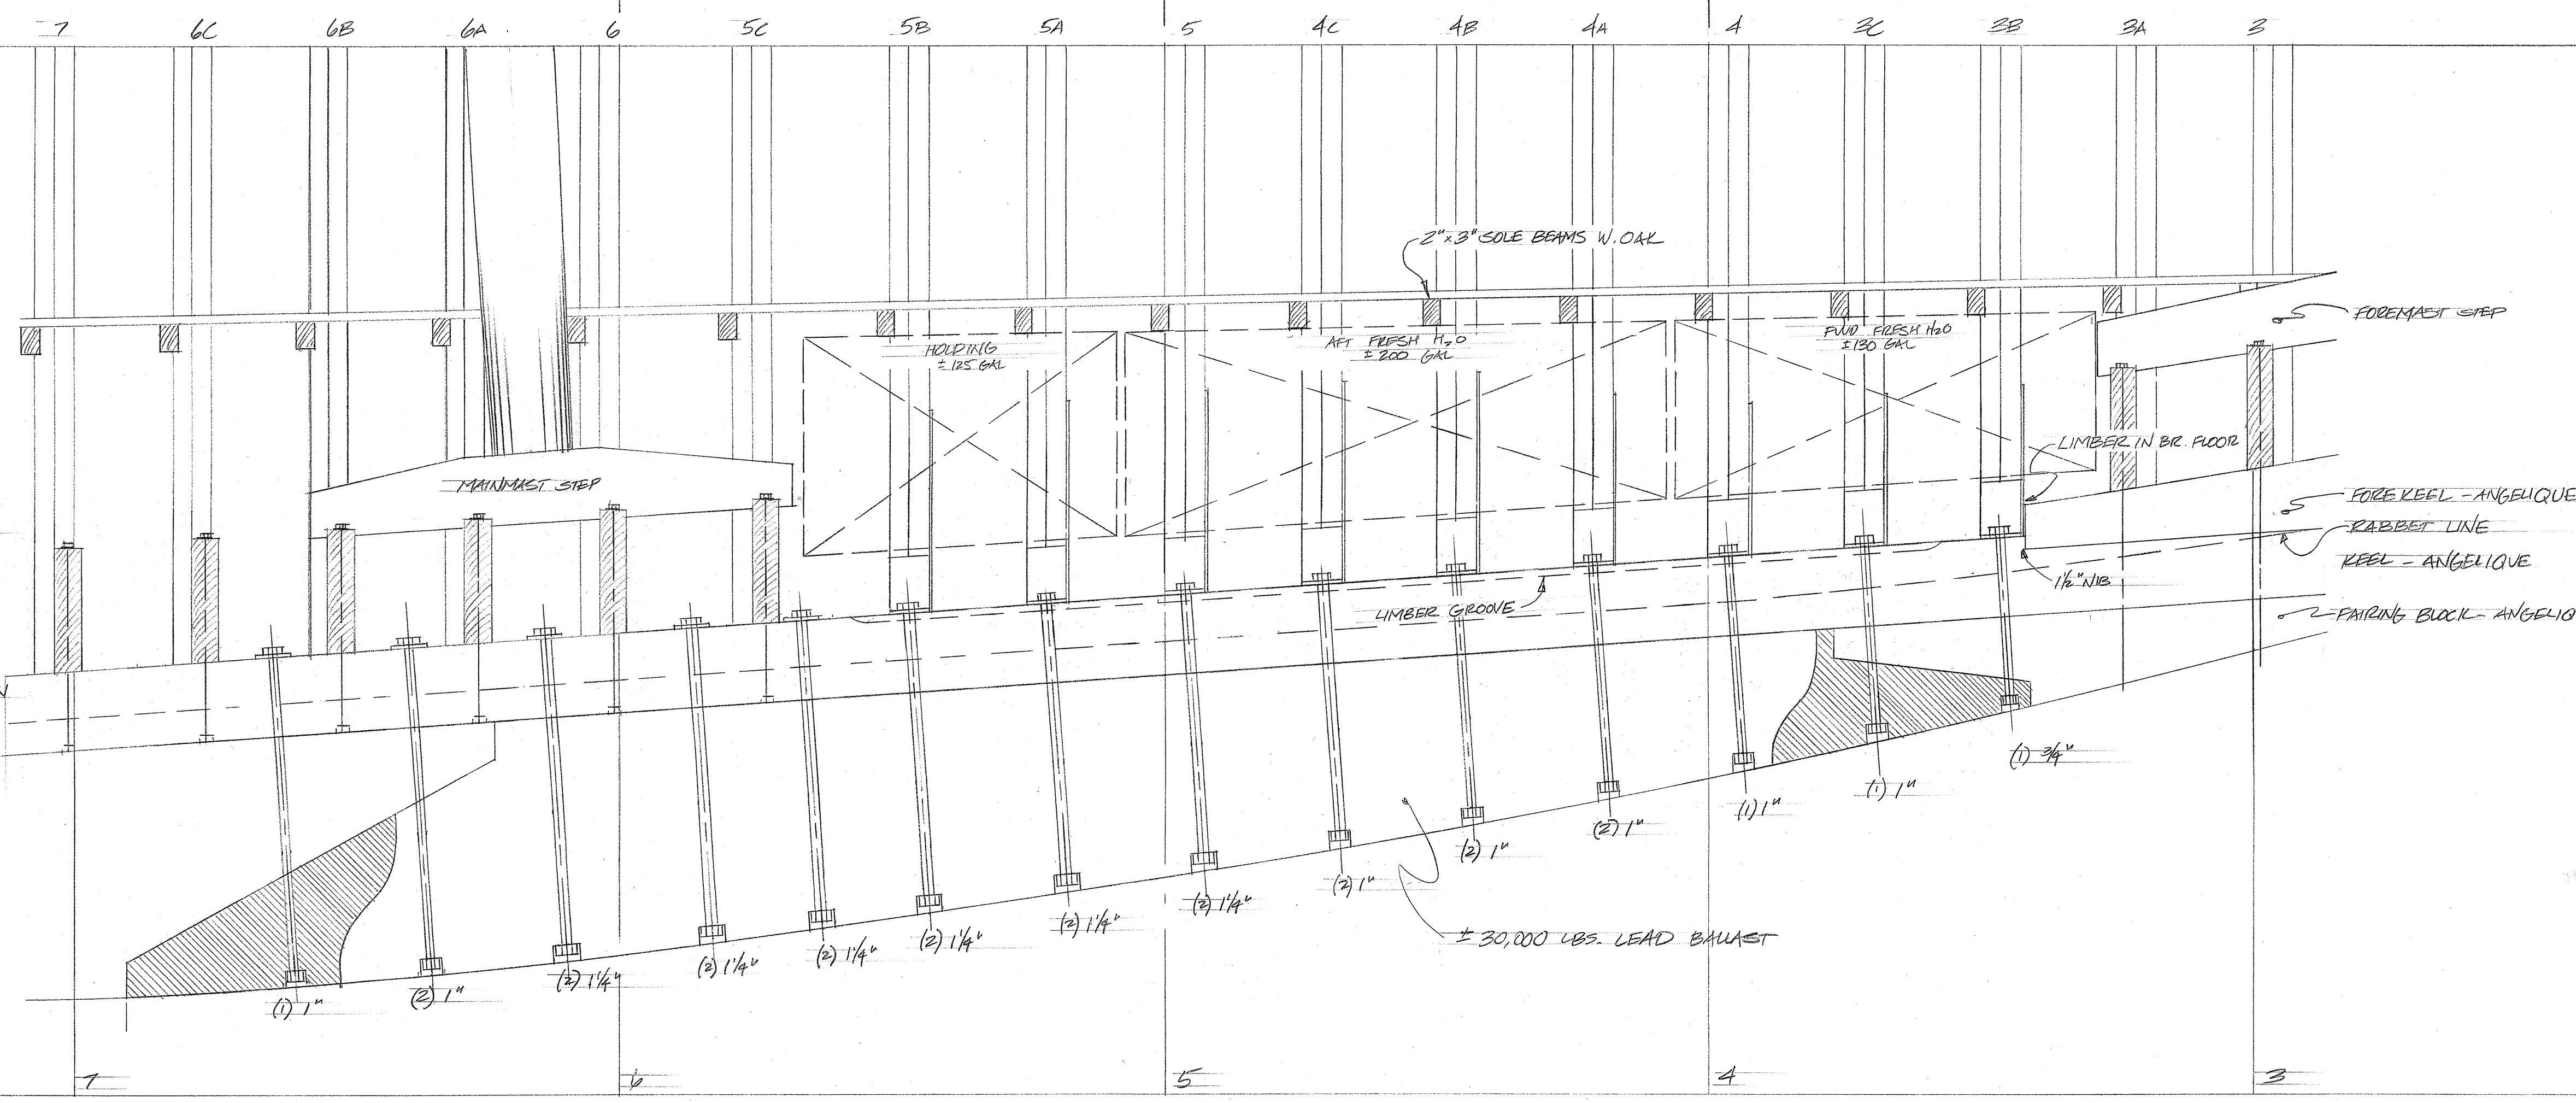 7 6C 6B 6A 6 5C 5B 5A 5 4C 4B 4A 4 3C 3B 3A 3
2"x3" SOLE BEAMS W. OAK
FOREMAST STEP
HOLDING
± 125 GAL
AFT FRESH H2O
± 200 GAL
FWD FRESH H2O
± 130 GAL
LIMBER IN BR. FLOOR
MAINMAST STEP
FOREKEEL - ANGELIQUE
RABBET LINE
KEEL - ANGELIQUE
1½" NIB
LIMBER GROOVE
FAIRING BLOCK - ANGELIQ
(1) 3/4"
(1) 1"
(1) 1"
(2) 1"
(2) 1"
(2) 1"
(2) 1¼"
(2) 1¼"
(2) 1¼"
(2) 1¼"
(2) 1¼"
(2) 1¼"
(2) 1"
(1) 1"
± 30,000 LBS. LEAD BALLAST
7 6 5 4 3